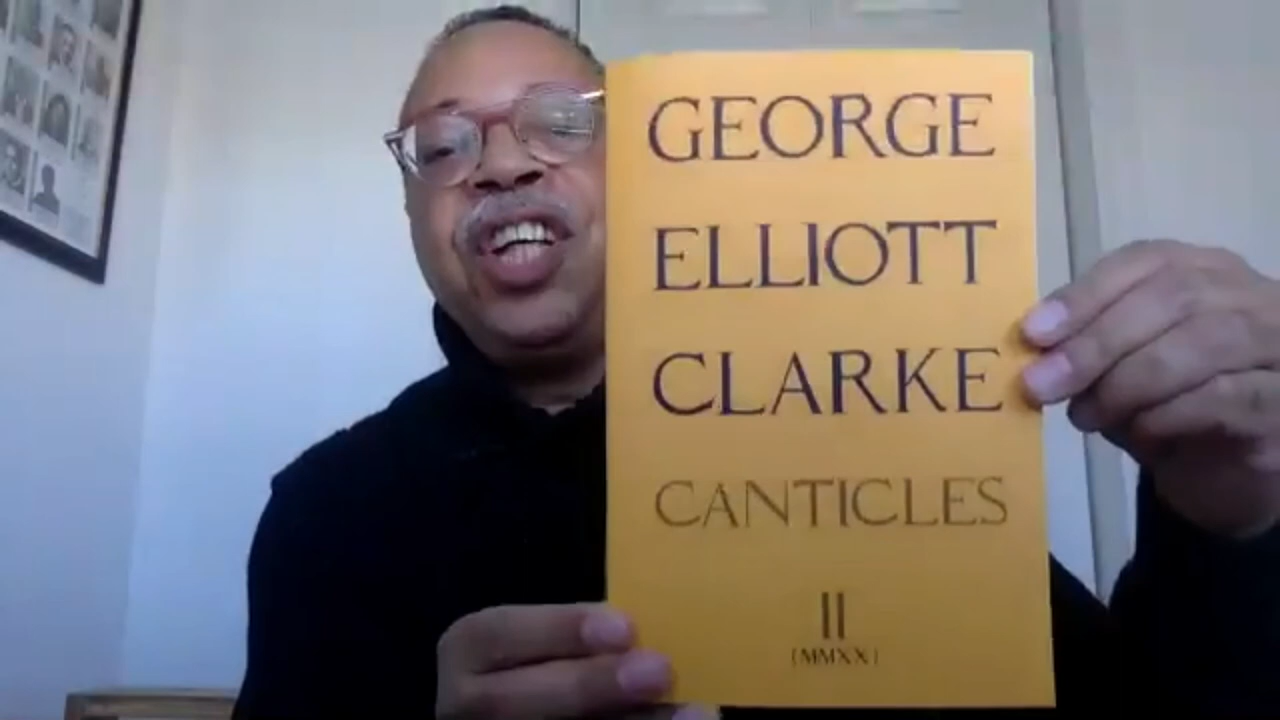 GEORGE
ELLIOTT
CLARKE
CANTICLES
II
(MMXX)